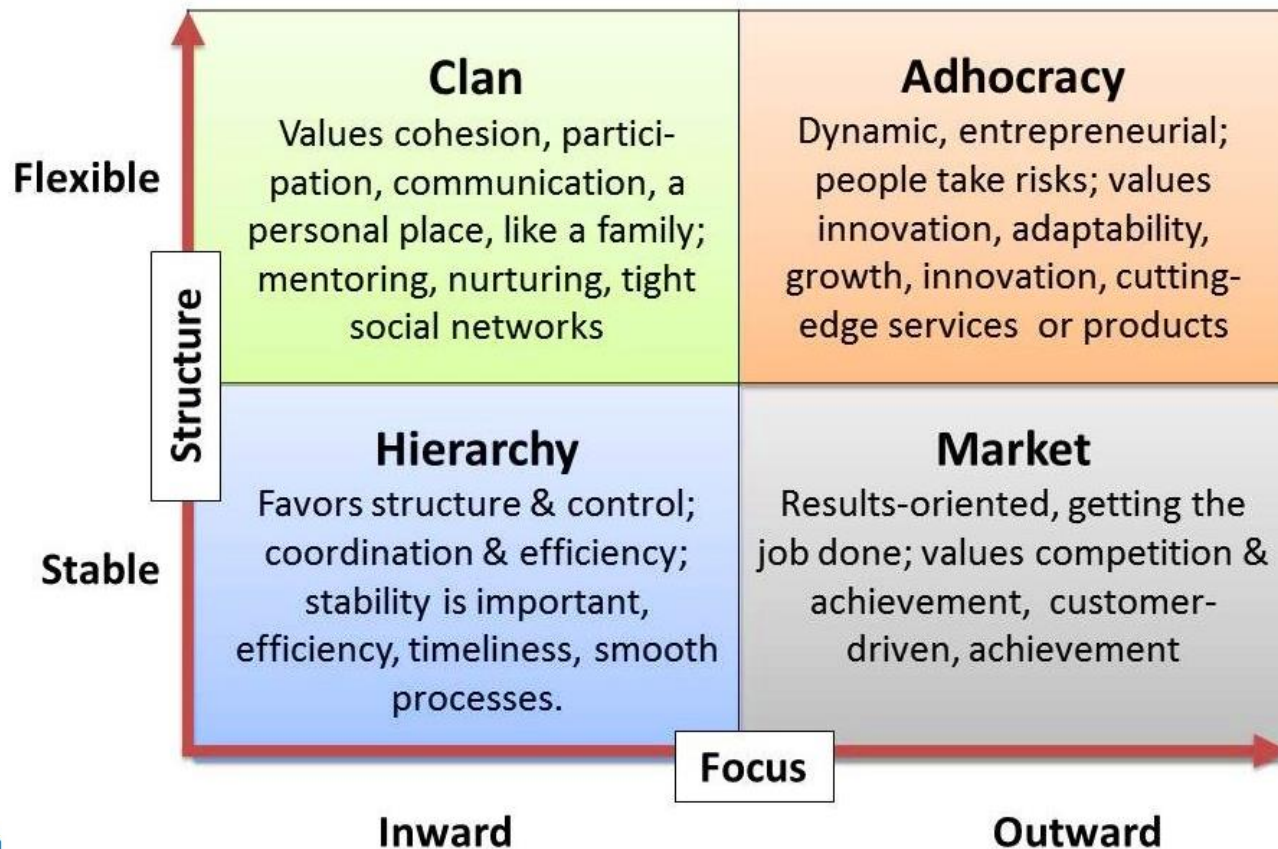 Flexible
Structure
Stable
Clan
Values cohesion, partici-
pation, communication, a
personal place, like a family;
mentoring, nurturing, tight
social networks
Adhocracy
Dynamic, entrepreneurial;
people take risks; values
innovation, adaptability,
growth, innovation, cutting-
edge services or products
Hierarchy
Favors structure & control;
coordination & efficiency;
stability is important,
efficiency, timeliness, smooth
processes.
Market
Results-oriented, getting the
job done; values competition &
achievement, customer-
driven, achievement
Focus
Inward
Outward